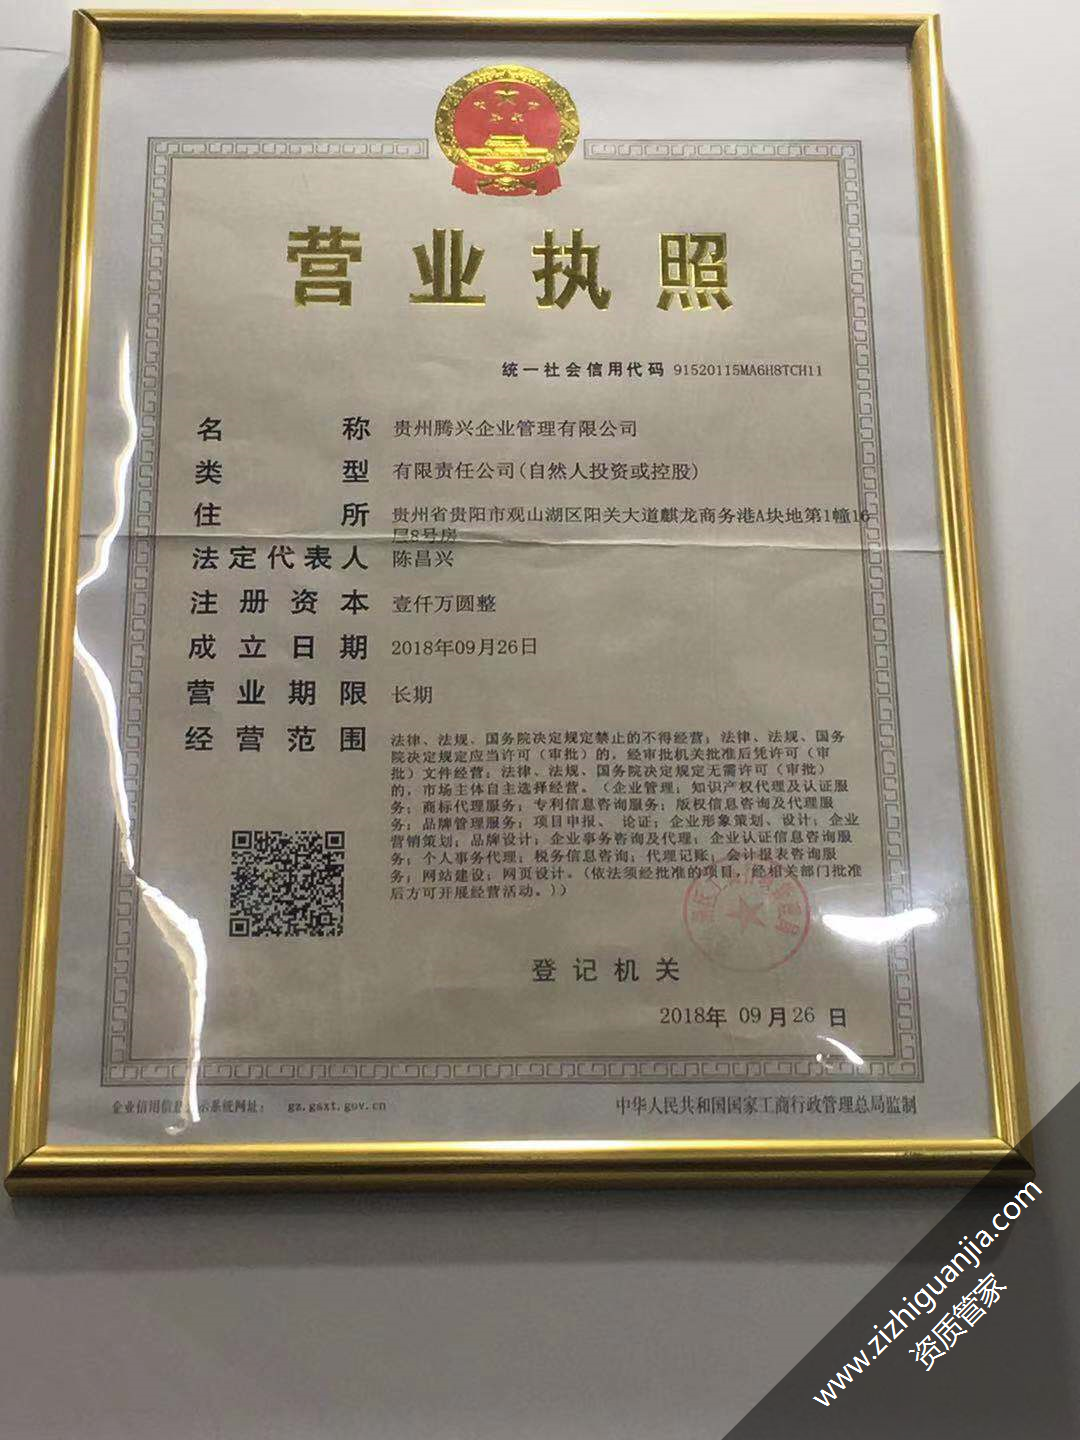 营业执照
统一社会信用代码 91520115MA6H8TCH11
名称 贵州腾兴企业管理有限公司
类型 有限责任公司(自然人投资或控股)
住所 贵州省贵阳市观山湖区阳关大道麒龙商务港A块地第1幢16
层8号房
法定代表人 陈昌兴
注册资本 壹仟万圆整
成立日期 2018年09月26日
营业期限 长期
经营范围 法律、法规、国务院决定规定禁止的不得经营；法律、法规、国务
院决定规定应当许可（审批）的，经审批机关批准后凭许可（审
批）文件经营；法律、法规、国务院决定规定无需许可（审批）
的，市场主体自主选择经营。（企业管理；知识产权代理及认证服
务；商标代理服务；专利信息咨询服务；版权信息咨询及代理服
务；品牌管理服务；项目申报、 论证；企业形象策划、设计；企业
营销策划；品牌设计；企业事务咨询及代理；企业认证信息咨询服
务；个人事务代理；税务信息咨询；代理记账；会计报表咨询服
务；网站建设；网页设计。（依法须经批准的项目，经相关部门批准
后方可开展经营活动。））
登记机关
2018年 09月26日
企业信用信息示系统网址： gz.gsxt.gov.cn
中华人民共和国国家工商行政管理总局监制
www.zizhiguanjia.com
资质管家